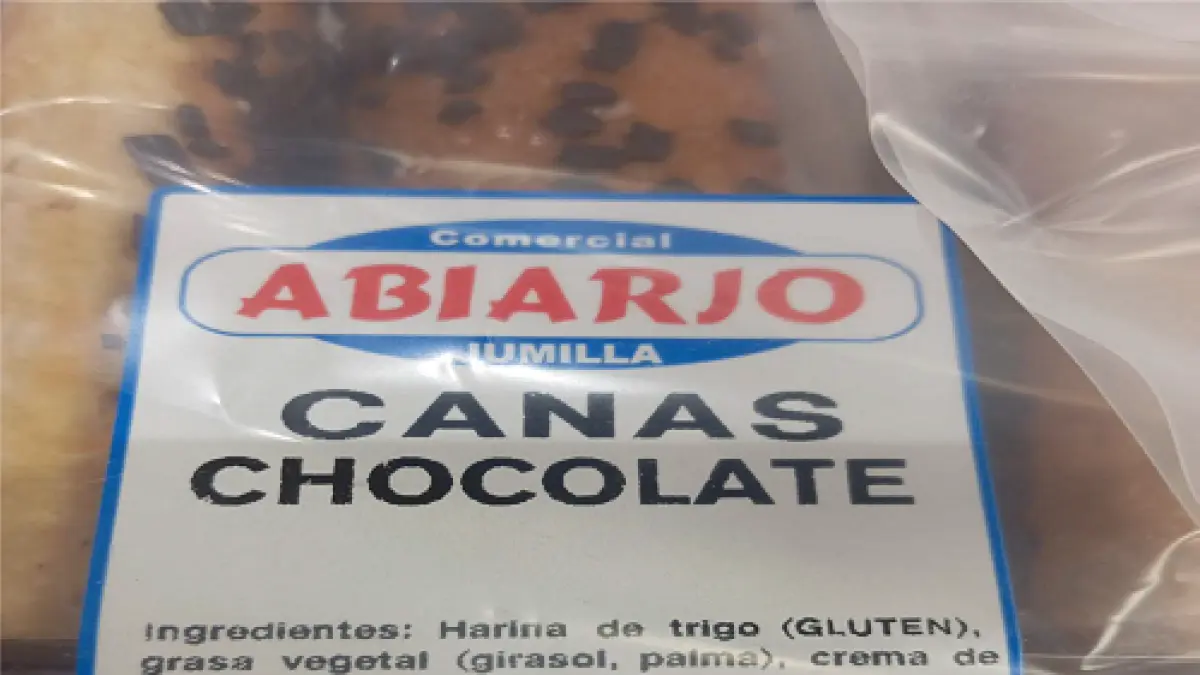 Comercial
ABIARJO
JUMILLA
CANAS
CHOCOLATE
Ingredientes: Harina de trigo (GLUTEN),
grasa vegetal (girasol, palma), crema de